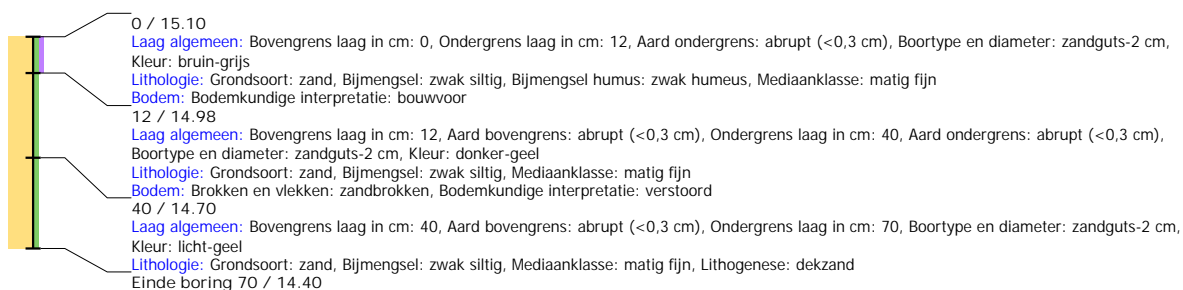 0 / 15.10
Laag algemeen: Bovengrens laag in cm: 0, Ondergrens laag in cm: 12, Aard ondergrens: abrupt (<0,3 cm), Boortype en diameter: zandguts-2 cm,
Kleur: bruin-grijs
Lithologie: Grondsoort: zand, Bijmengsel: zwak siltig, Bijmengsel humus: zwak humeus, Mediaanklasse: matig fijn
Bodem: Bodemkundige interpretatie: bouwvoor
12 / 14.98
Laag algemeen: Bovengrens laag in cm: 12, Aard bovengrens: abrupt (<0,3 cm), Ondergrens laag in cm: 40, Aard ondergrens: abrupt (<0,3 cm),
Boortype en diameter: zandguts-2 cm, Kleur: donker-geel
Lithologie: Grondsoort: zand, Bijmengsel: zwak siltig, Mediaanklasse: matig fijn
Bodem: Brokken en vlekken: zandbrokken, Bodemkundige interpretatie: verstoord
40 / 14.70
Laag algemeen: Bovengrens laag in cm: 40, Aard bovengrens: abrupt (<0,3 cm), Ondergrens laag in cm: 70, Boortype en diameter: zandguts-2 cm,
Kleur: licht-geel
Lithologie: Grondsoort: zand, Bijmengsel: zwak siltig, Mediaanklasse: matig fijn, Lithogenese: dekzand
Einde boring 70 / 14.40